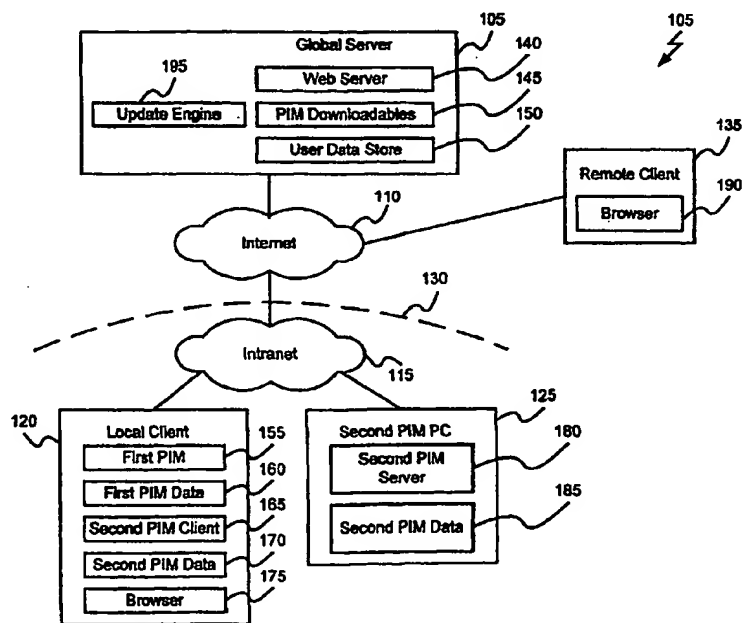 Global Server
105
140
105
195
Web Server
145
Update Engine
PIM Downloadables
150
User Data Store
135
Remote Client
110
190
Browser
Internet
130
Intranet
115
120
125
Local Client
155
Second PIM PC
180
First PIM
160
Second PIM
Server
First PIM Data
165
185
Second PIM Client
170
Second PIM Data
Second PIM Data
175
Browser